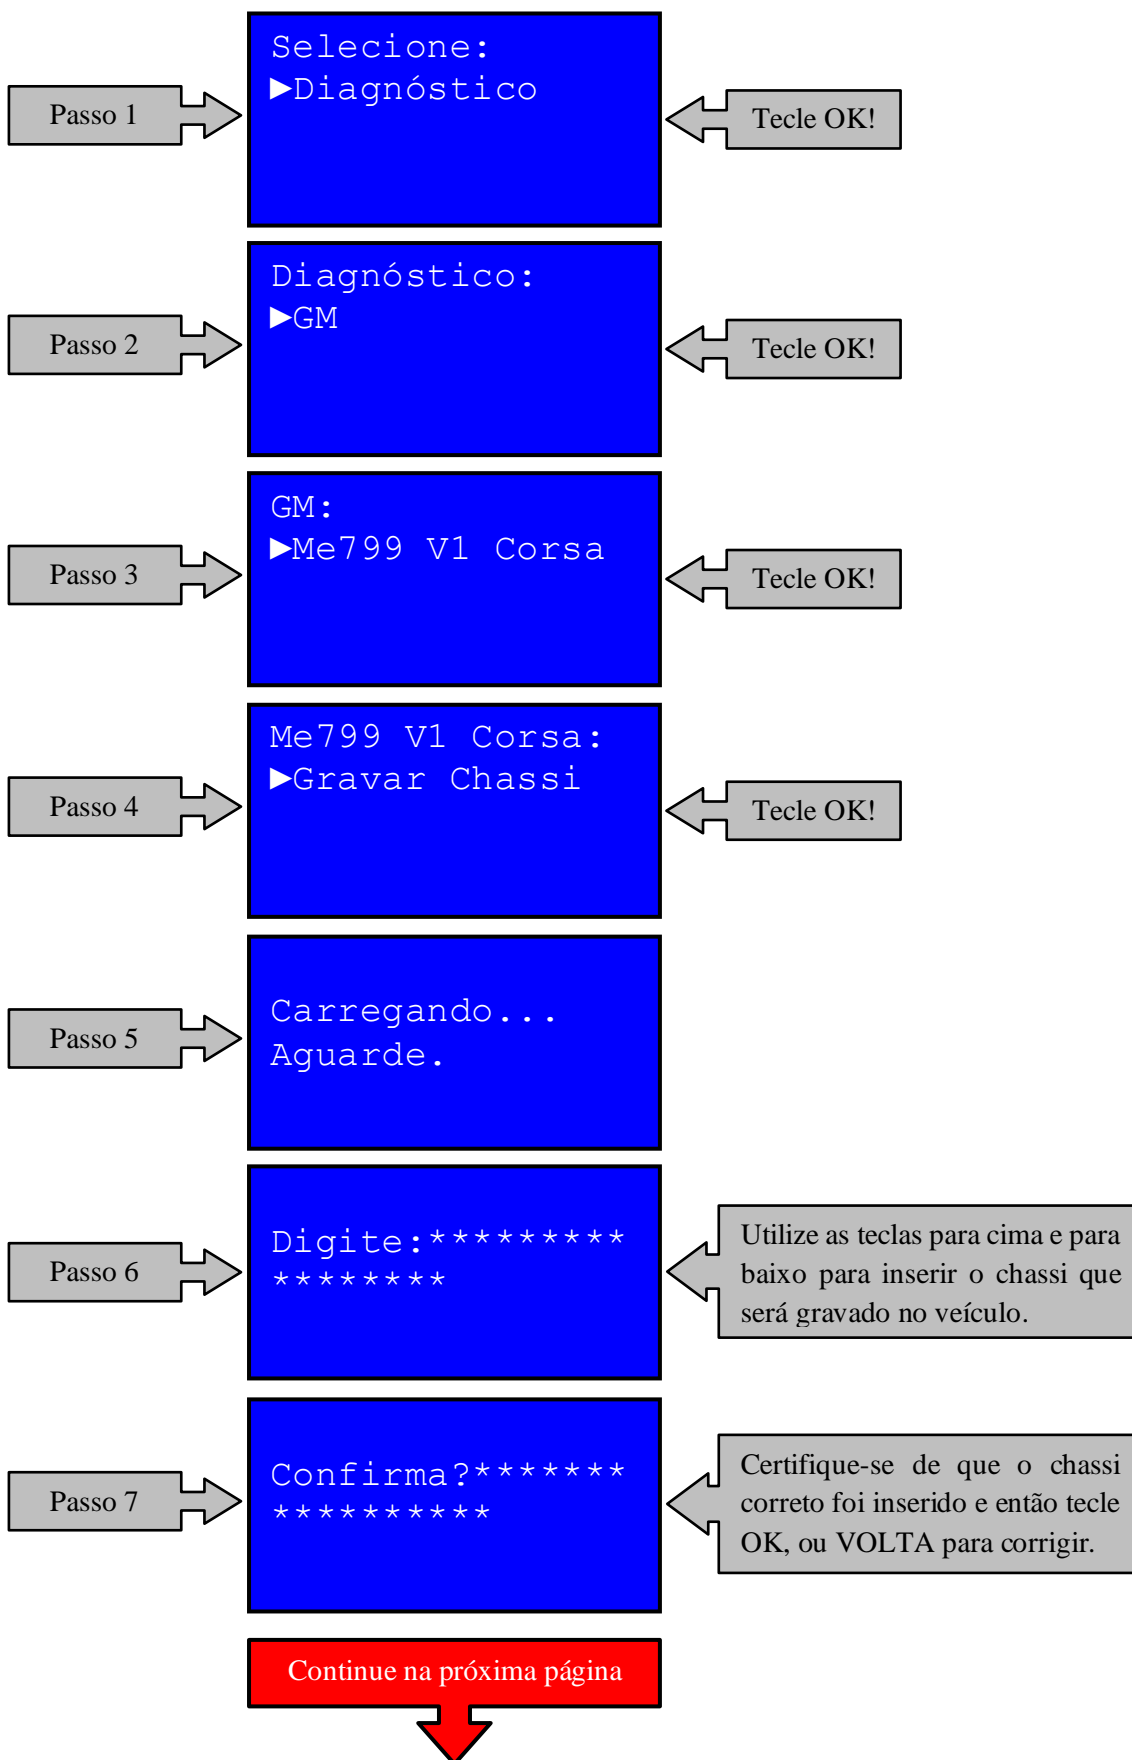 Selecione:
►Diagnóstico
Passo 1
Tecle OK!
Diagnóstico:
►GM
Passo 2
Tecle OK!
GM:
►Me799 V1 Corsa
Passo 3
Tecle OK!
Me799 V1 Corsa:
►Gravar Chassi
Passo 4
Tecle OK!
Carregando...
Aguarde.
Passo 5
Digite:*********
********
Passo 6
Utilize as teclas para cima e para
baixo para inserir o chassi que
será gravado no veículo.
Confirma?*******
**********
Passo 7
Certifique-se de que o chassi
correto foi inserido e então tecle
OK, ou VOLTA para corrigir.
Continue na próxima página